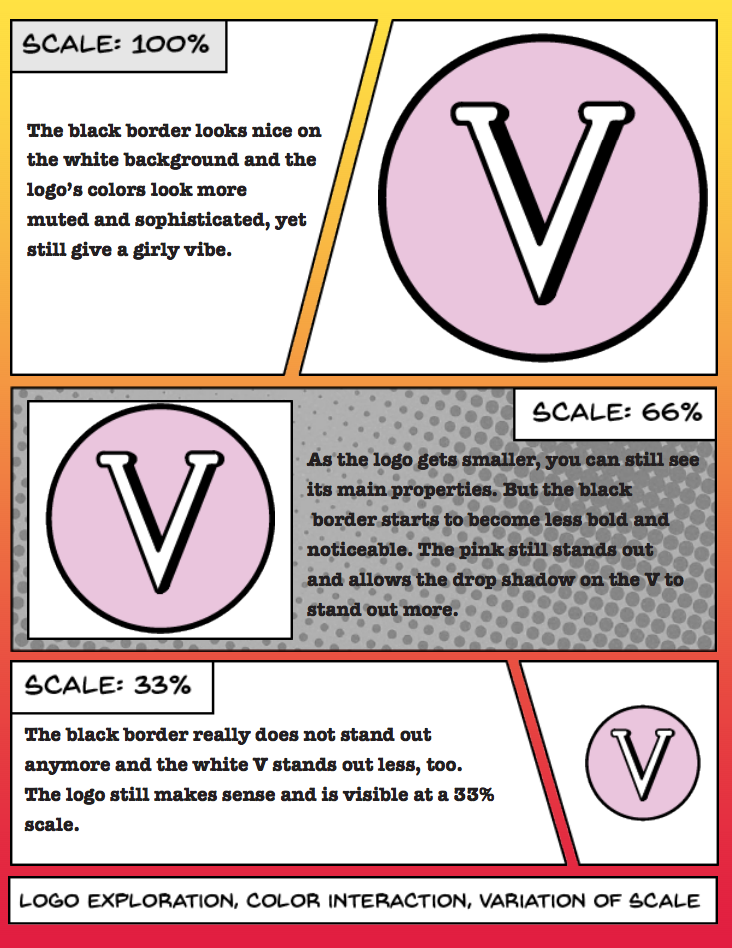 SCALE: 100%
The black border looks nice on
the white background and the
logo's colors look more
muted and sophisticated, yet
still give a girly vibe.
V
V
SCALE: 66%
As the logo gets smaller, you can still see
its main properties. But the black
border starts to become less bold and
noticeable. The pink still stands out
and allows the drop shadow on the V to
stand out more.
SCALE: 33%
The black border really does not stand out
anymore and the white V stands out less, too.
The logo still makes sense and is visible at a 33%
scale.
V
LOGO EXPLORATION, COLOR INTERACTION, VARIATION OF SCALE